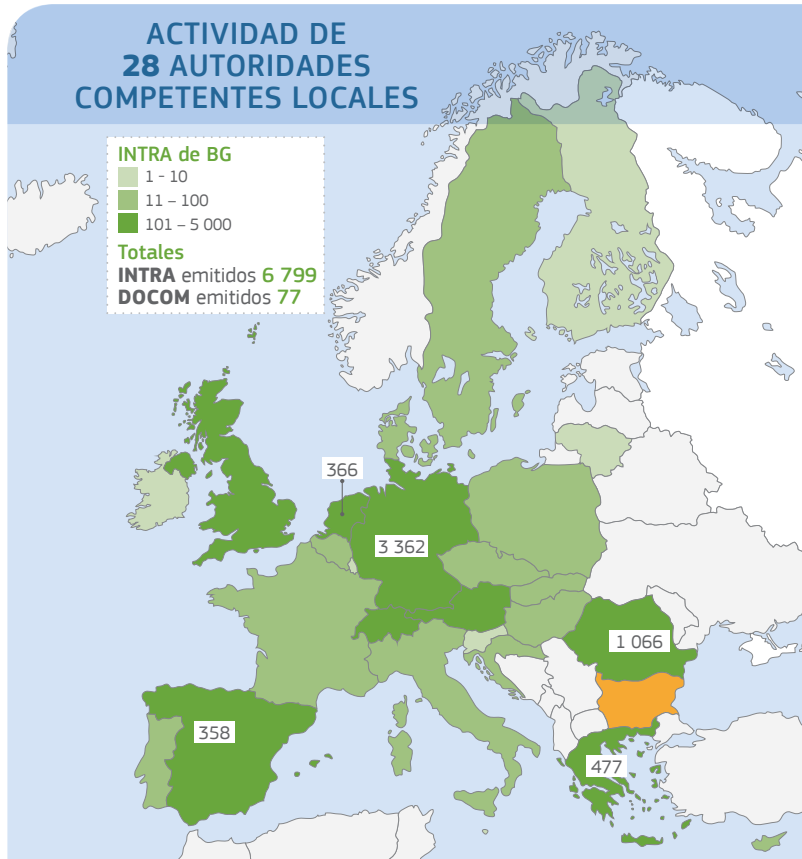 ACTIVIDAD DE
28 AUTORIDADES
COMPETENTES LOCALES
INTRA de BG
1 - 10
11 – 100
101 – 5 000
Totales
INTRA emitidos 6 799
DOCOM emitidos 77
366
3 362
1 066
358
477